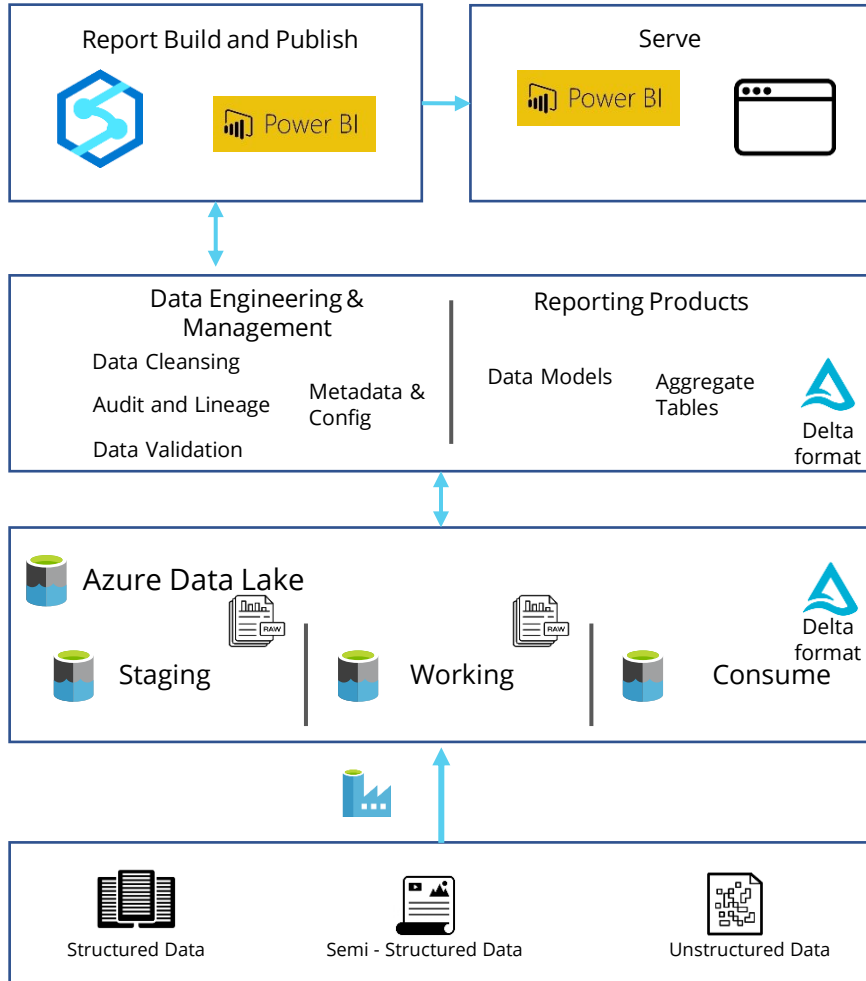 Report Build and Publish
Power BI
Serve
Power BI
Data Engineering &
Management
Data Cleansing
Audit and Lineage
Data Validation
Metadata &
Config
Reporting Products
Data Models
Aggregate
Tables
Delta
format
Azure Data Lake
RAW
Staging
RAW
Working
Delta
format
Consume
Structured Data
Semi - Structured Data
Unstructured Data